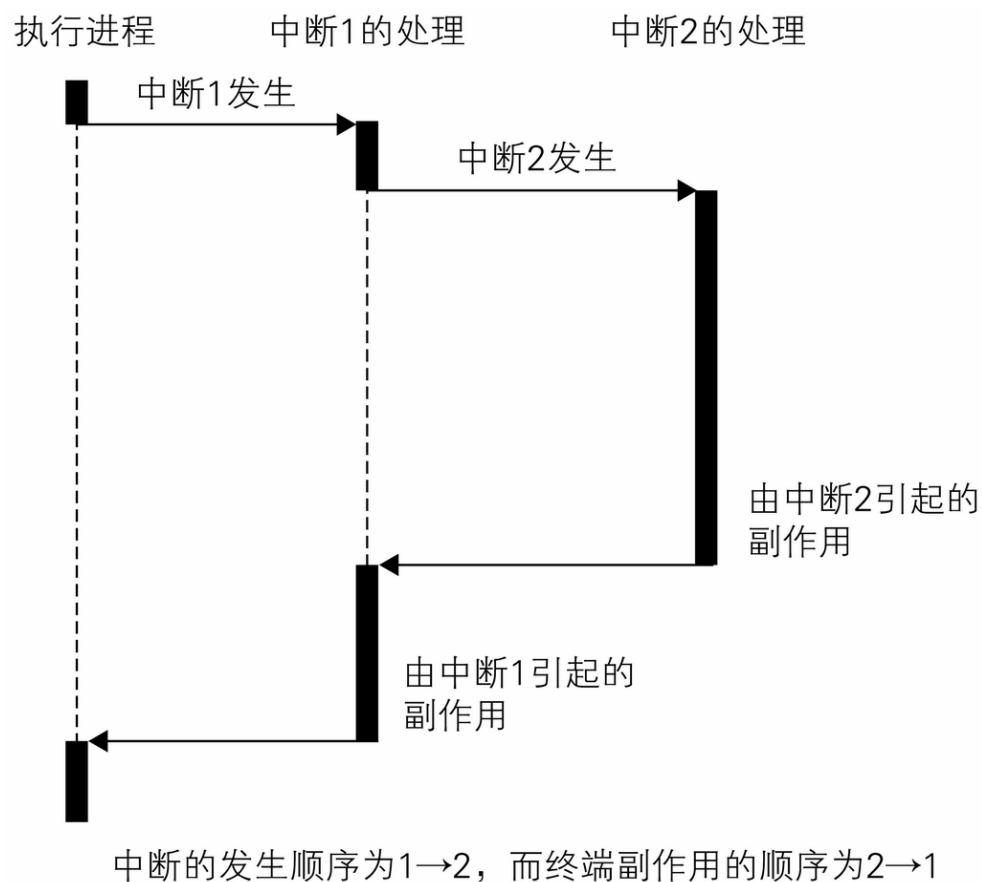 执行进程
中断1的处理
中断2的处理
中断1发生
中断2发生
由中断2引起的
副作用
由中断1引起的
副作用
中断的发生顺序为1→2，而终端副作用的顺序为2→1